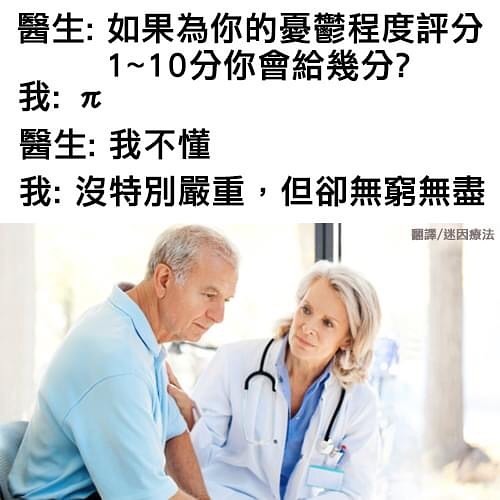 醫生: 如果為你的憂鬱程度評分
1~10分你會給幾分?
我: π
醫生: 我不懂
我: 沒特別嚴重,但卻無窮無盡
翻譯/迷因療法